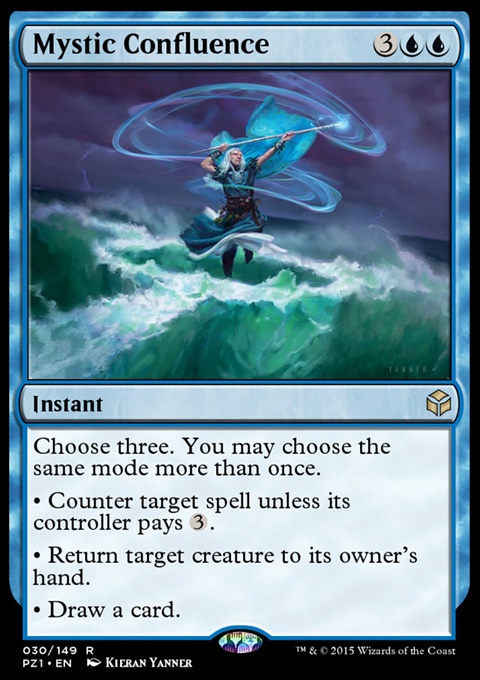 Mystic Confluence 3
YANNER
Instant
Choose three. You may choose the
same mode more than once.
• Counter target spell unless its
controller pays 3.
• Return target creature to its owner's
hand.
• Draw a card.
030/149 R
PZ1 • EN Kieran Yanner
™ & © 2015 Wizards of the Coast